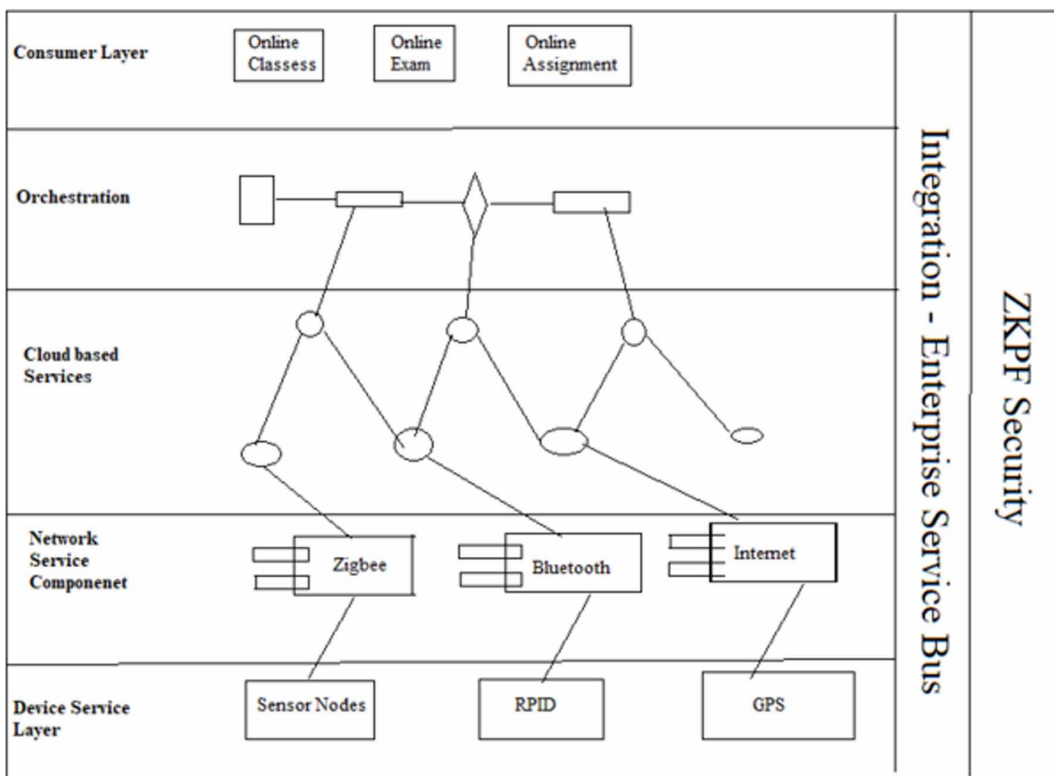 Consumer Layer
Online
Classess
Online
Exam
Online
Assignment
Orchestration
Cloud based
Services
Network
Service
Componenet
Zigbee
Bluetooth
Internet
Device Service
Layer
Sensor Nodes
RPID
GPS
Integration - Enterprise Service Bus
ZKPF Security